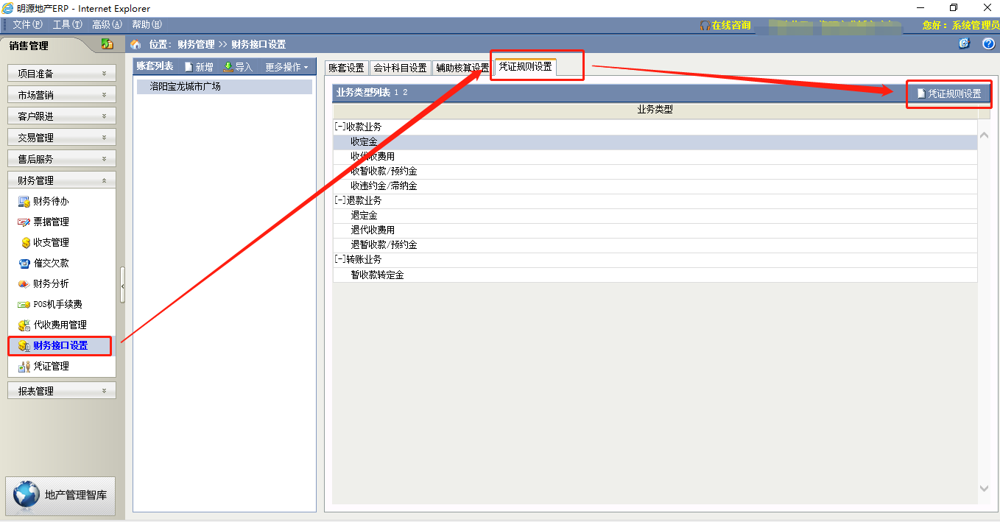 明源地产ERP - Internet Explorer
文件(F) 工具(T) 高级(A) 帮助(H)
在线咨询
您好：系统管理员
销售管理
位置: 财务管理 >> 财务接口设置
项目准备
市场营销
客户跟进
交易管理
售后服务
财务管理
财务待办
票据管理
收支管理
催交欠款
财务分析
POS机手续费
代收费用管理
财务接口设置
凭证管理
报表管理
地产管理智库
账套列表 新增 导入 更多操作
洛阳宝龙城市广场
账套设置 会计科目设置 辅助核算设置 凭证规则设置
业务类型列表 1 2 凭证规则设置
业务类型
[-]收款业务
收定金
收代收费用
收暂收款/预约金
收违约金/滞纳金
[-]退款业务
退定金
退代收费用
退暂收款/预约金
[-]转账业务
暂收款转定金